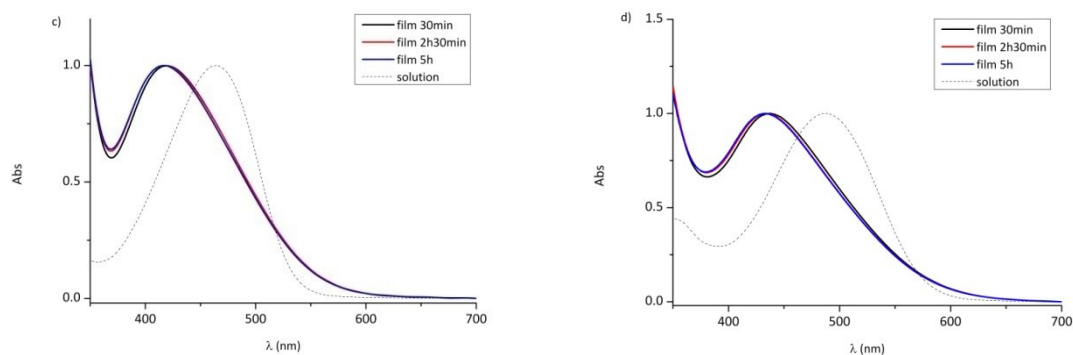 c)
film 30min
film 2h30min
film 5h
solution
1.0
0.5
0.0
Abs
400
500
600
700
λ (nm)
d)
film 30min
film 2h30min
film 5h
solution
1.5
1.0
0.5
0.0
Abs
400
500
600
700
λ (nm)